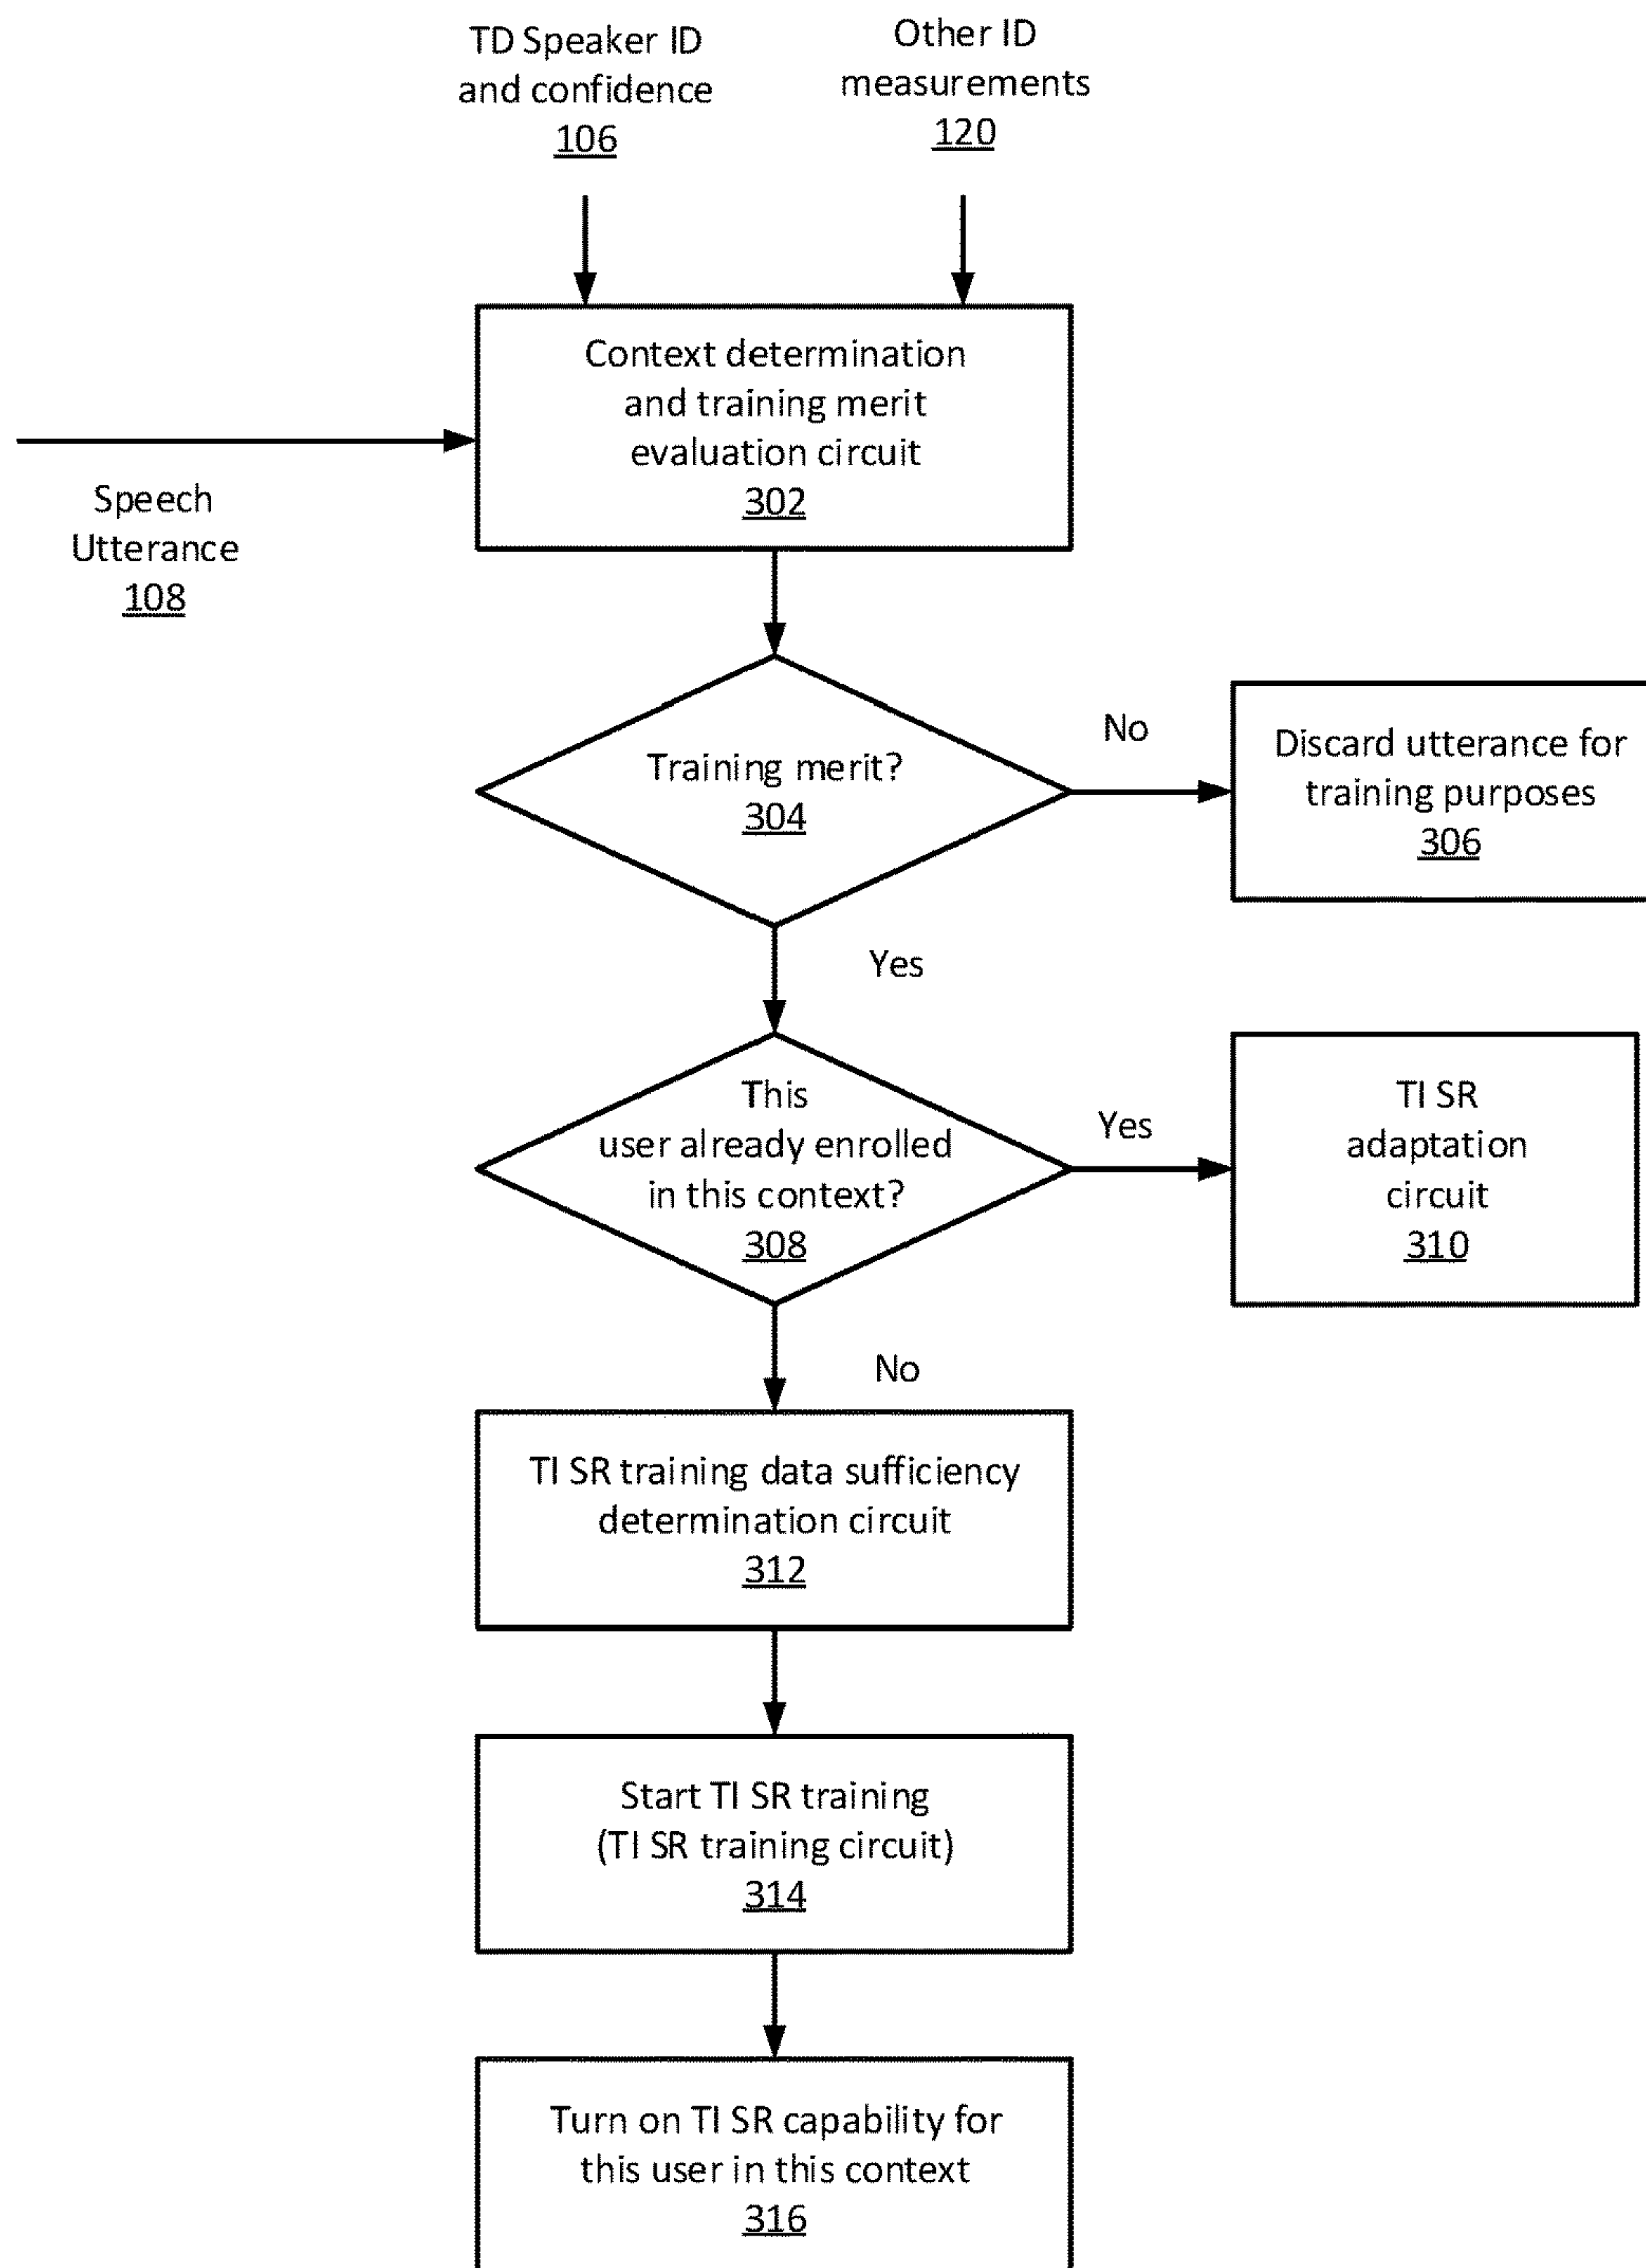 TD Speaker ID
and confidence
106
Other ID
measurements
120
Context determination
and training merit
evaluation circuit
302
Speech
Utterance
108
Training merit?
304
No
Discard utterance for
training purposes
306
Yes
This
user already enrolled
in this context?
308
Yes
TI SR
adaptation
circuit
310
No
TI SR training data sufficiency
determination circuit
312
Start TI SR training
(TI SR training circuit)
314
Turn on TI SR capability for
this user in this context
316